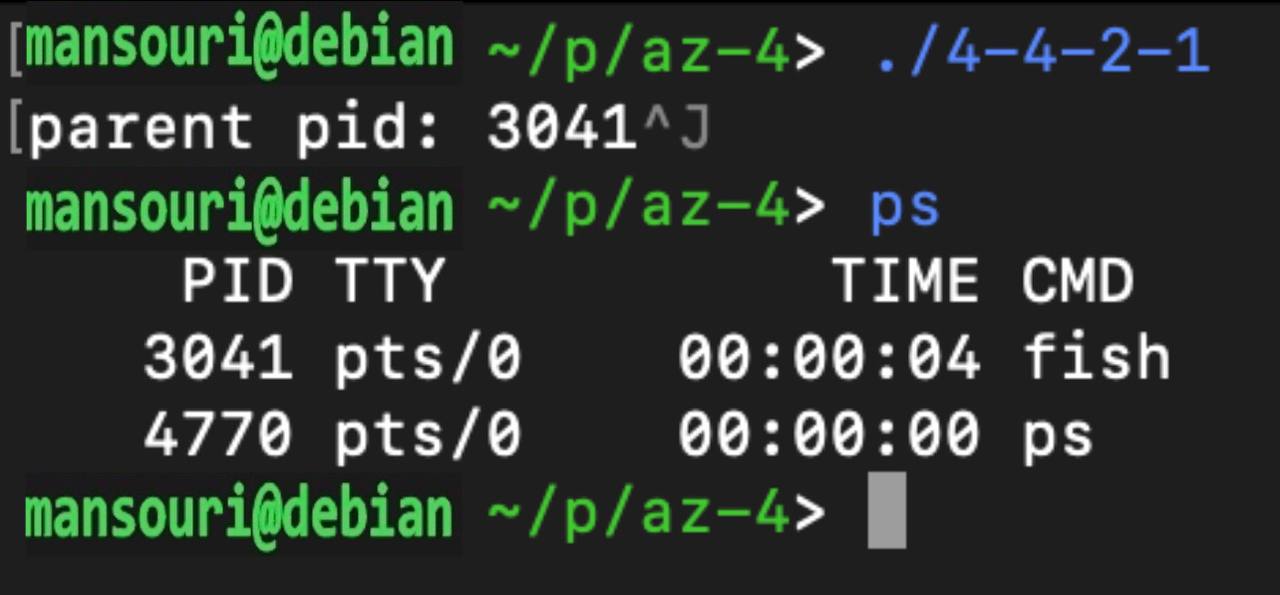 [mansouri@debian ~/p/az-4> ./4-4-2-1
[parent pid: 3041^J
mansouri@debian ~/p/az-4> ps
PID TTY TIME CMD
3041 pts/0 00:00:04 fish
4770 pts/0 00:00:00 ps
mansouri@debian ~/p/az-4>